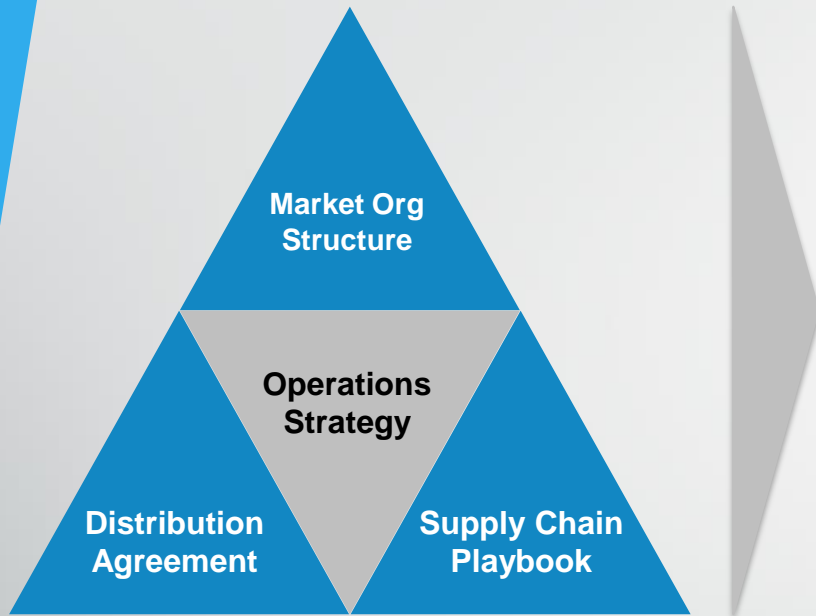 Market Org
Structure
Operations
Strategy
Distribution
Agreement
Supply Chain
Playbook